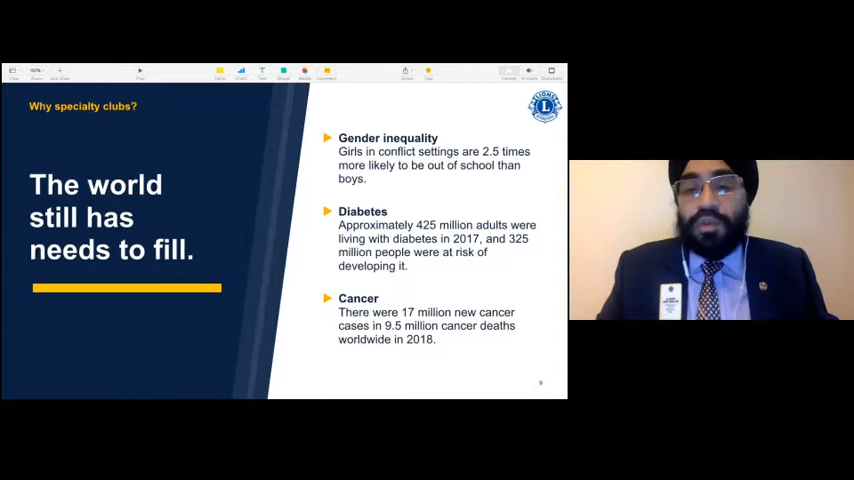 Why specialty clubs?
The world
still has
needs to fill.
LIONS
L
Gender inequality
Girls in conflict settings are 2.5 times
more likely to be out of school than
boys.
Diabetes
Approximately 425 million adults were
living with diabetes in 2017, and 325
million people were at risk of
developing it.
Cancer
There were 17 million new cancer
cases in 9.5 million cancer deaths
worldwide in 2018.
9